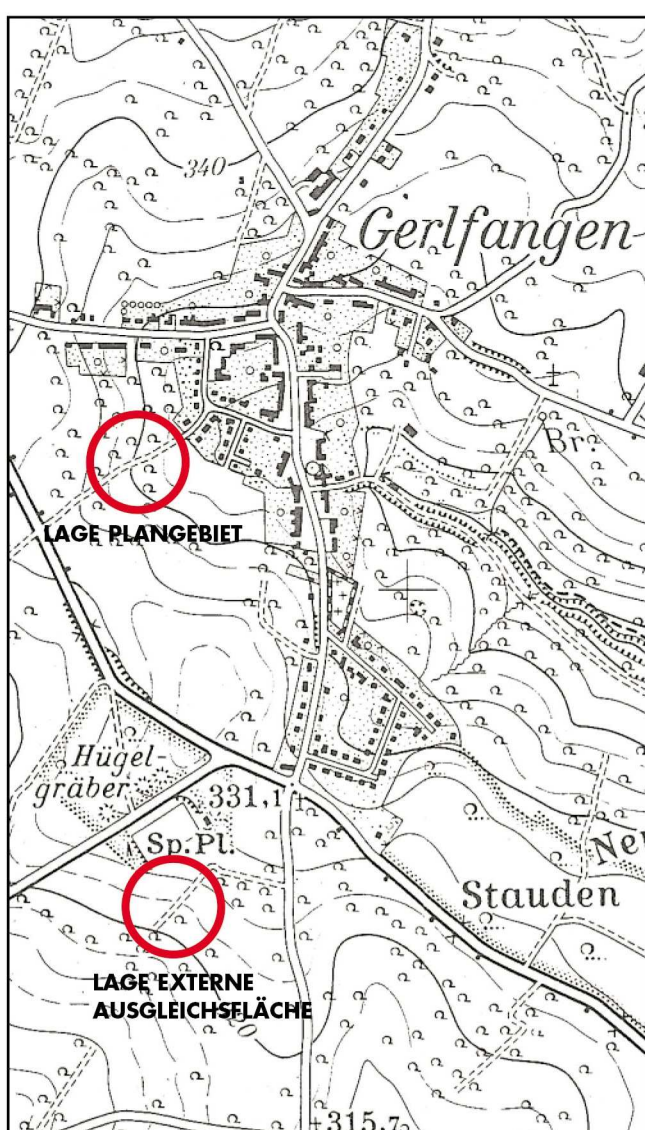 340
Gerlfangen
Br.
LAGE PLANGEBIET
Hügel-
gräber
331,1
Sp.Pl.
Stauden
LAGE EXTERNE
AUSGLEICHSFLÄCHE
315,7